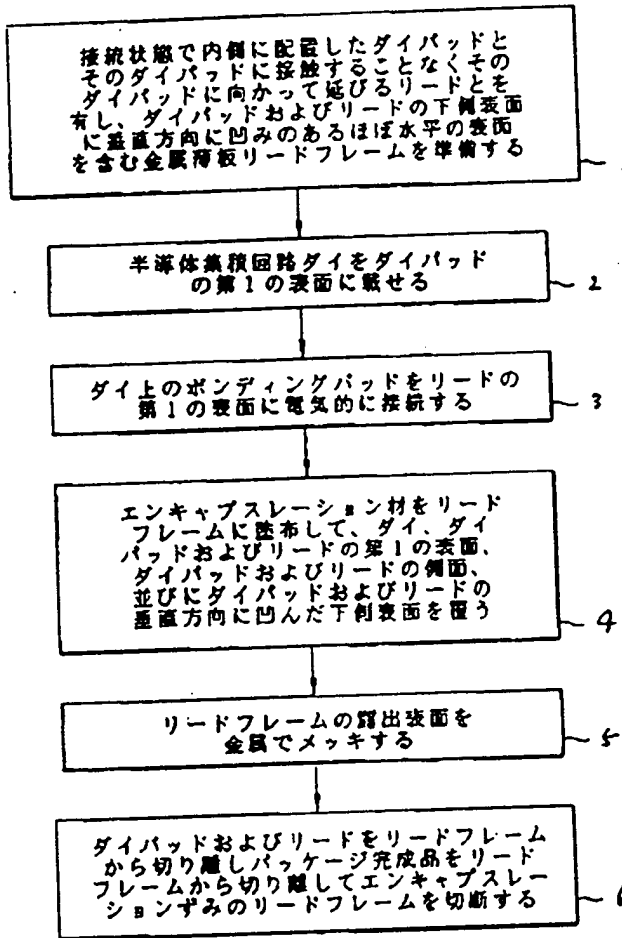 接続状態で内側に配置したダイパッドと
そのダイパッドに接触することなくその
ダイパッドに向かって延びるリードとを
有し、ダイパッドおよびリードの下側表面
に垂直方向に凹みのあるほぼ水平の表面
を含む金属薄板リードフレームを準備する
半導体集積回路ダイをダイパッド
の第1の表面に載せる
2
ダイ上のボンディングパッドをリードの
第1の表面に電気的に接続する
3
エンキャプスレーション材をリード
フレームに塗布して、ダイ、ダイ
パッドおよびリードの第1の表面、
ダイパッドおよびリードの側面、
並びにダイパッドおよびリードの
垂直方向に凹んだ下側表面を覆う
4
リードフレームの露出表面を
金属でメッキする
5
ダイパッドおよびリードをリードフレーム
から切り離しパッケージ完成品をリード
フレームから切り離してエンキャプスレー
ションずみのリードフレームを切断する
6